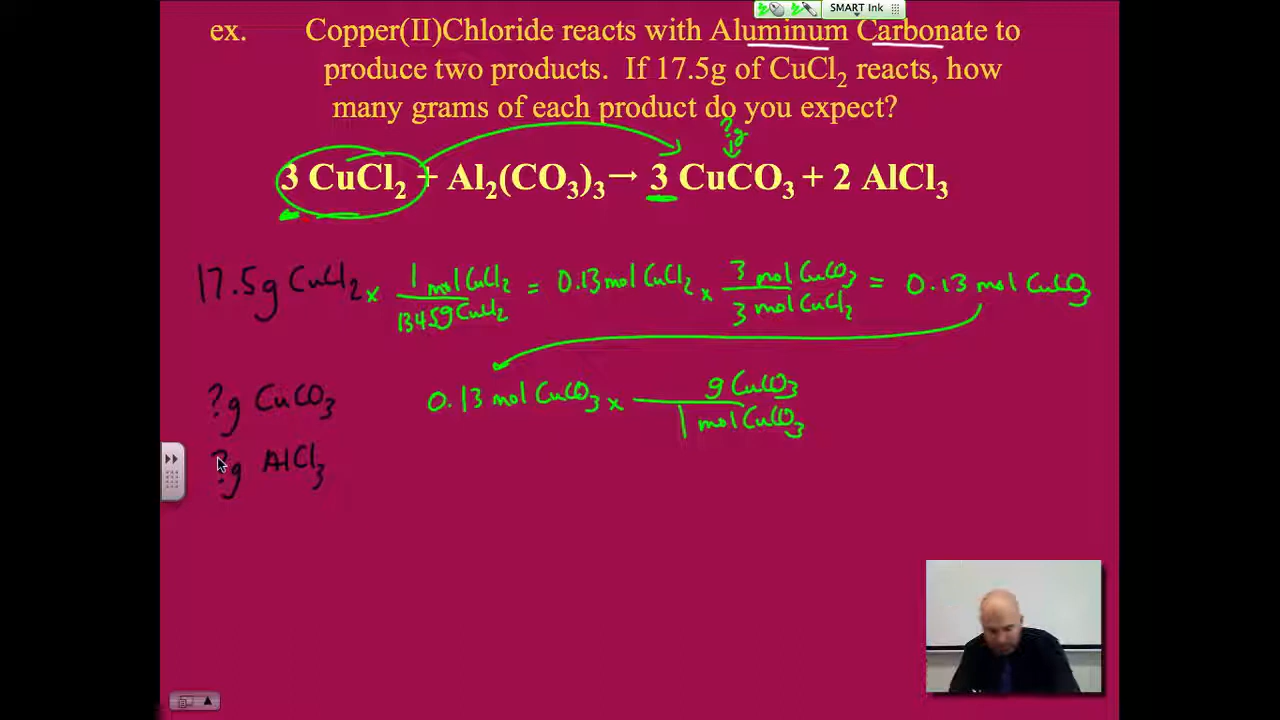 SMART Ink
ex. Copper(II)Chloride reacts with Aluminum Carbonate to
produce two products. If 17.5g of CuCl₂ reacts, how
many grams of each product do you expect?
?g
3 CuCl₂ + Al₂(CO₃)₃→ 3 CuCO₃ + 2 AlCl₃
17.5g CuCl₂ x 1 mol CuCl₂ / 134.5g CuCl₂ = 0.13 mol CuCl₂ x 3 mol CuCO₃ / 3 mol CuCl₂ = 0.13 mol CuCO₃
?g CuCO₃ 0.13 mol CuCO₃ x g CuCO₃ / 1 mol CuCO₃
?g AlCl₃